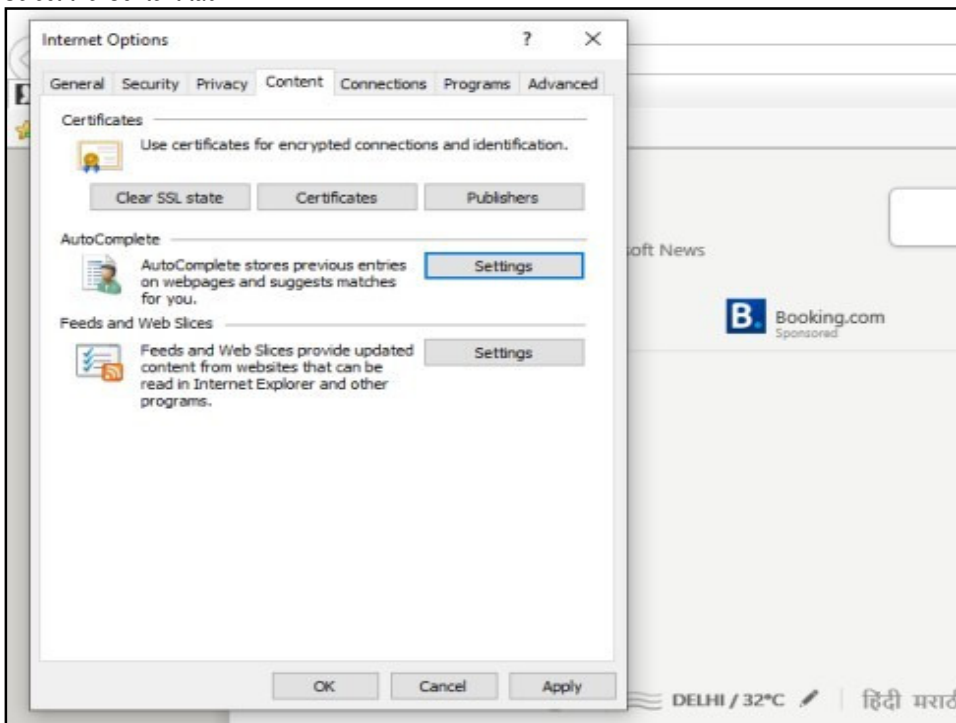 Internet Options
General Security Privacy Content Connections Programs Advanced
Certificates
Use certificates for encrypted connections and identification.
Clear SSL state Certificates Publishers
AutoComplete
AutoComplete stores previous entries
on webpages and suggests matches
for you.
Settings
Feeds and Web Slices
Feeds and Web Slices provide updated
content from websites that can be
read in Internet Explorer and other
programs.
Settings
OK Cancel Apply
soft News
B. Booking.com
Sponsored
DELHI / 32°C हिंदी